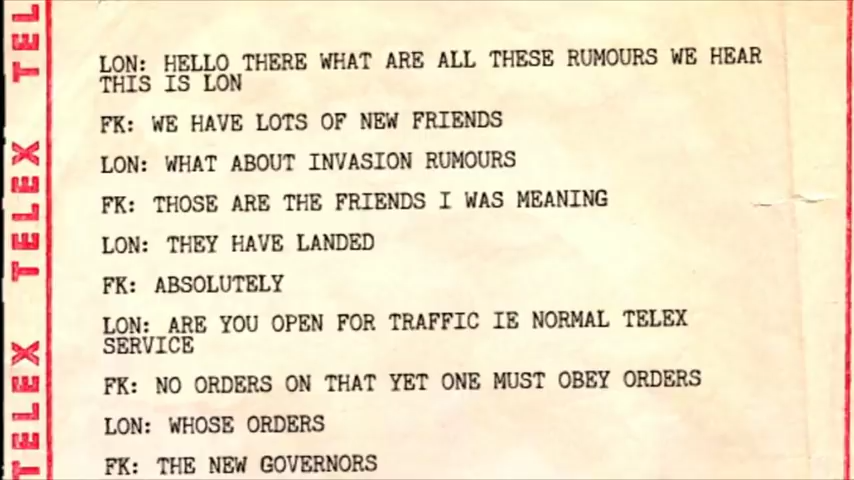 TELEX TELEX TEL
LON: HELLO THERE WHAT ARE ALL THESE RUMOURS WE HEAR
THIS IS LON
FK: WE HAVE LOTS OF NEW FRIENDS
LON: WHAT ABOUT INVASION RUMOURS
FK: THOSE ARE THE FRIENDS I WAS MEANING
LON: THEY HAVE LANDED
FK: ABSOLUTELY
LON: ARE YOU OPEN FOR TRAFFIC IE NORMAL TELEX
SERVICE
FK: NO ORDERS ON THAT YET ONE MUST OBEY ORDERS
LON: WHOSE ORDERS
FK: THE NEW GOVERNORS